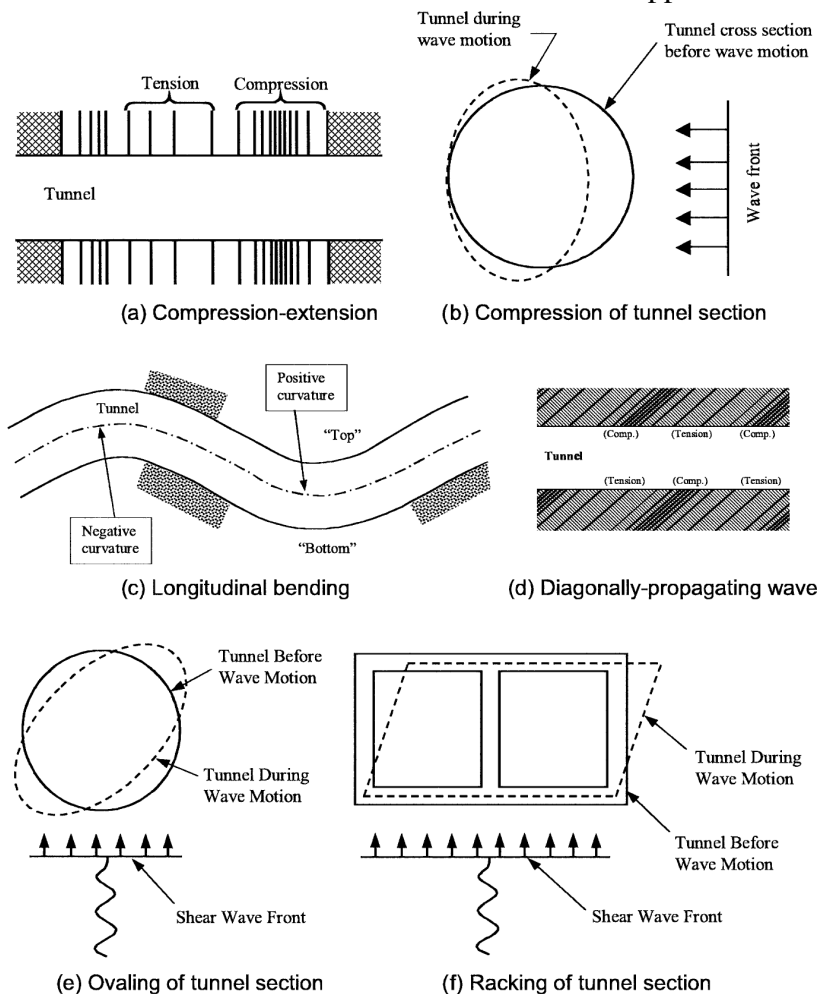 Tunnel during
wave motion
Tunnel cross section
before wave motion
Tension
Compression
Tunnel
Wave front
(a) Compression-extension
(b) Compression of tunnel section
Positive
curvature
Tunnel
"Top"
Negative
curvature
"Bottom"
(Comp.) (Tension) (Comp.)
Tunnel
(Tension) (Comp.) (Tension)
(c) Longitudinal bending
(d) Diagonally-propagating wave
Tunnel Before
Wave Motion
Tunnel During
Wave Motion
Shear Wave Front
Tunnel During
Wave Motion
Tunnel Before
Wave Motion
Shear Wave Front
(e) Ovaling of tunnel section
(f) Racking of tunnel section